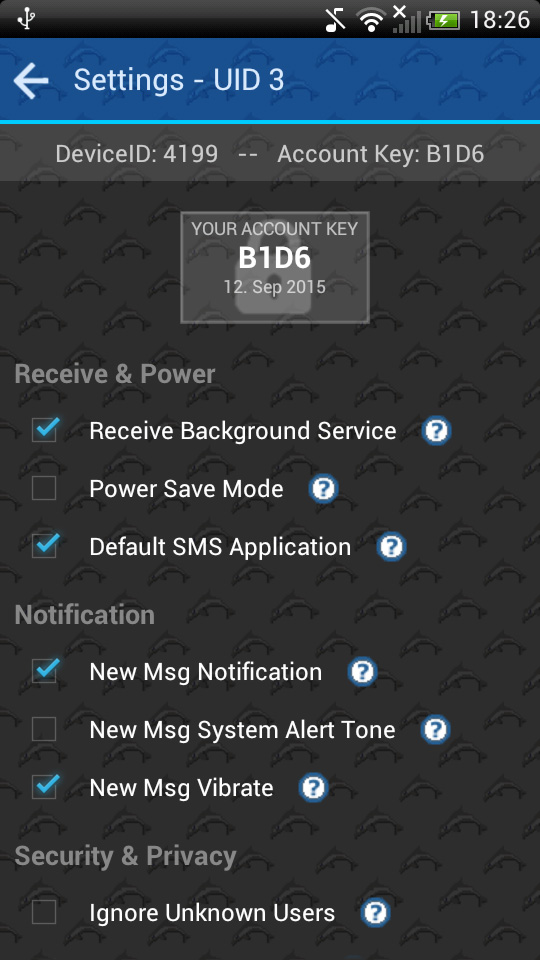 18:26
Settings - UID 3
DeviceID: 4199 -- Account Key: B1D6
YOUR ACCOUNT KEY
B1D6
12. Sep 2015
Receive & Power
Receive Background Service ?
Power Save Mode ?
Default SMS Application ?
Notification
New Msg Notification ?
New Msg System Alert Tone ?
New Msg Vibrate ?
Security & Privacy
Ignore Unknown Users ?